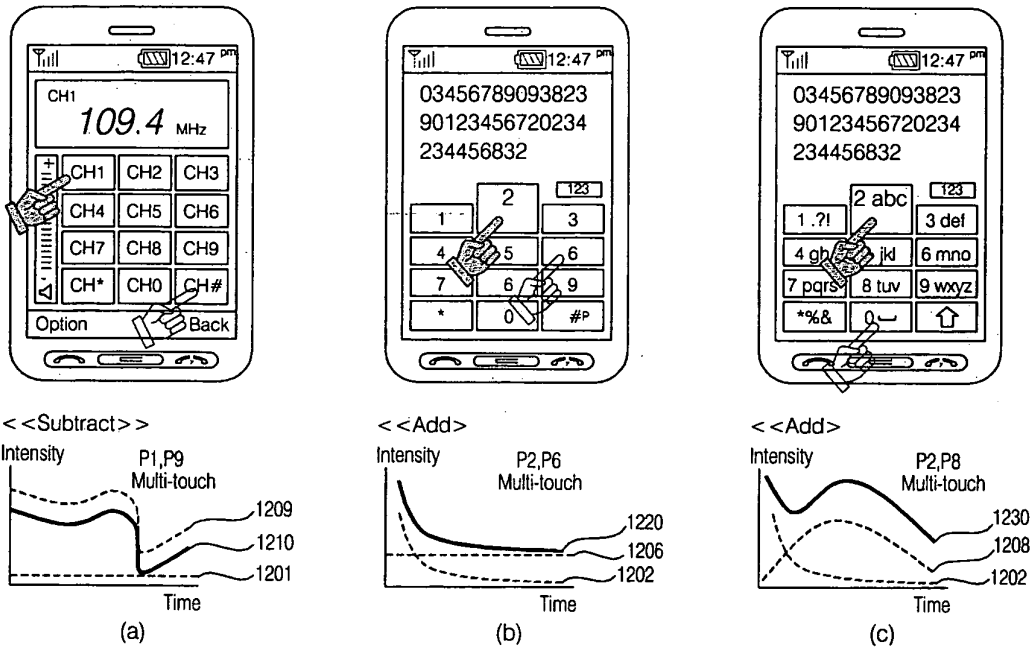 12:47 pm
CH1
109.4 MHz
+
CH1 CH2 CH3
CH4 CH5 CH6
CH7 CH8 CH9
CH* CH0 CH#
Option Back
<<Subtract>>
Intensity
P1,P9
Multi-touch
1209
1210
1201
Time
(a)
12:47 pm
03456789093823
90123456720234
234456832
2 123
1 3
4 5 6
7 6 9
* 0 #P
<<Add>
Intensity
P2,P6
Multi-touch
1220
1206
1202
Time
(b)
12:47 pm
03456789093823
90123456720234
234456832
2 abc 123
1 .?! 3 def
4 gh jkl 6 mno
7 pqrs 8 tuv 9 wxyz
*%& 0
<<Add>
Intensity
P2,P8
Multi-touch
1230
1208
1202
Time
(c)